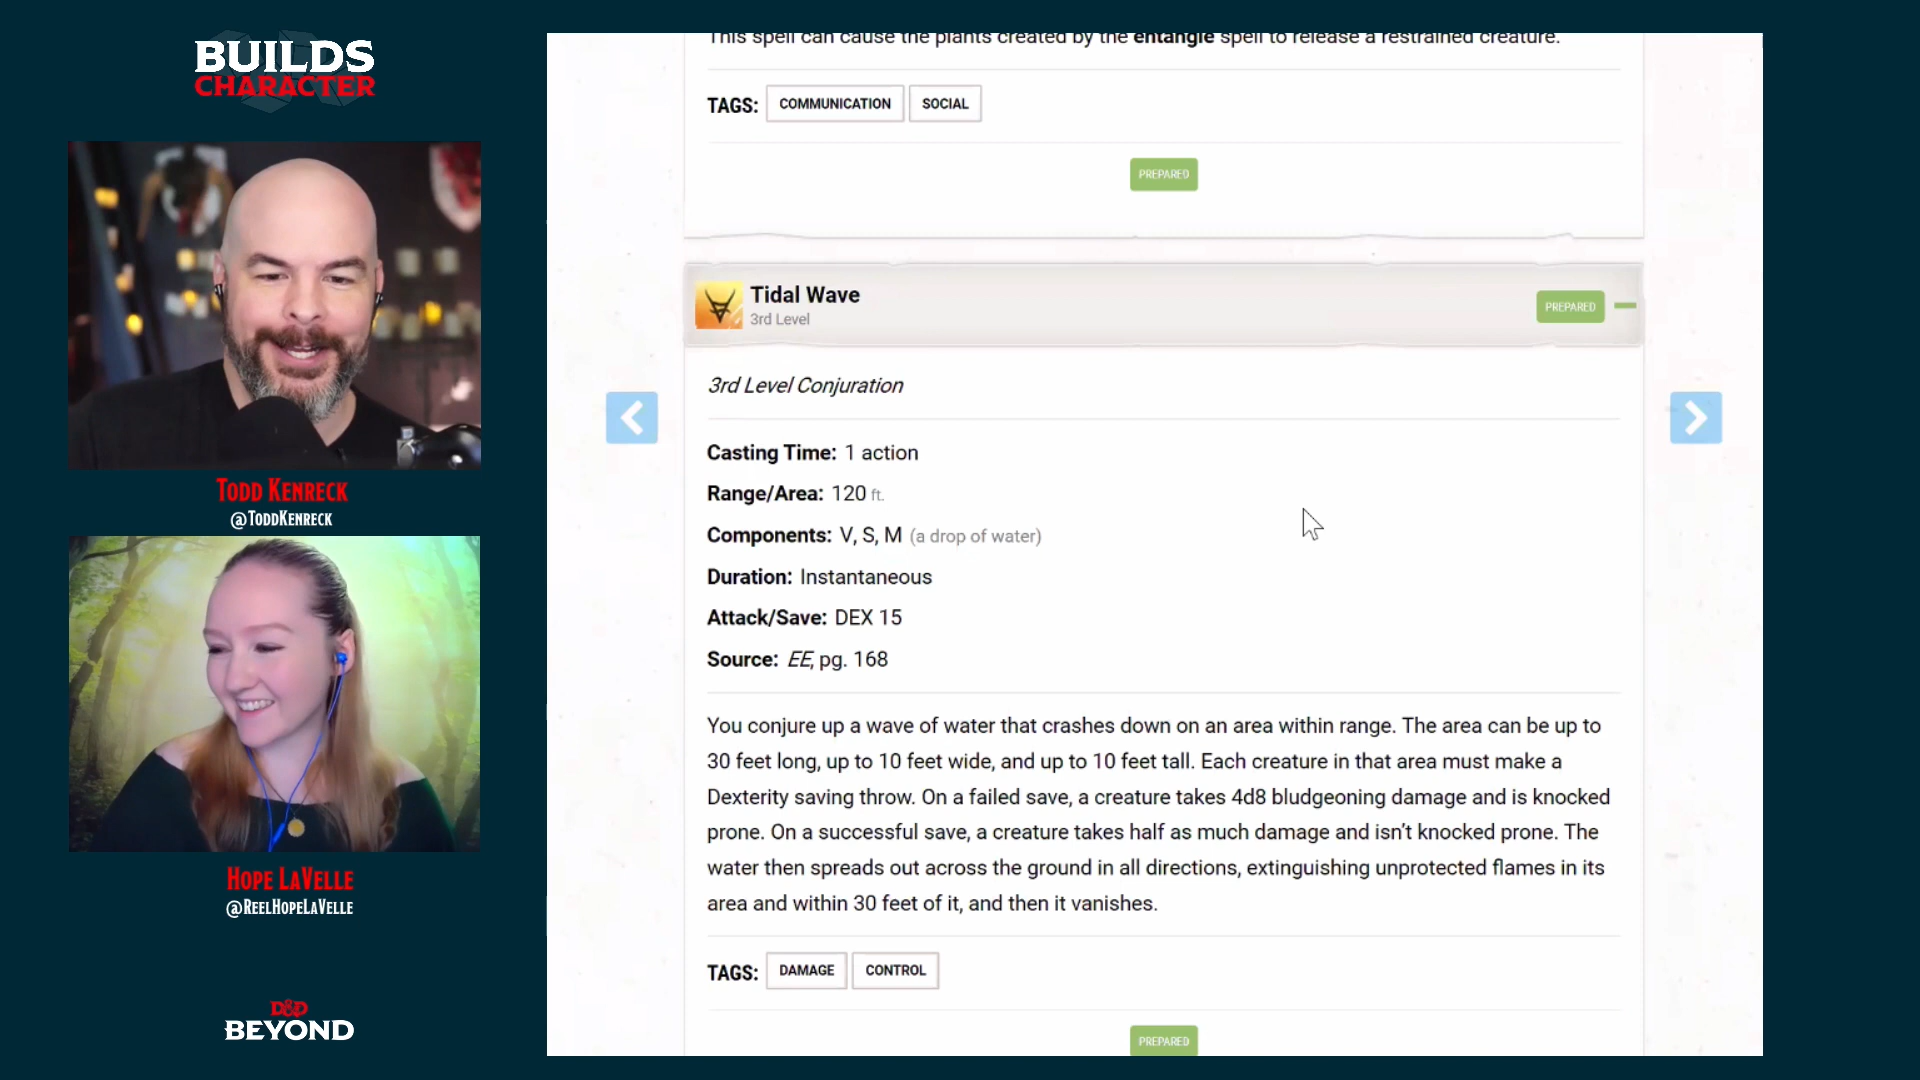 BUILDS
CHARACTER
TODD KENRECK
@TODDKENRECK
HOPE LAVELLE
@REELHOPELAVELLE
D&D
BEYOND
This spell can cause the plants created by the entangle spell to release a restrained creature.
TAGS: COMMUNICATION SOCIAL
PREPARED
Tidal Wave
3rd Level
PREPARED
3rd Level Conjuration
Casting Time: 1 action
Range/Area: 120 ft.
Components: V, S, M (a drop of water)
Duration: Instantaneous
Attack/Save: DEX 15
Source: EE, pg. 168
You conjure up a wave of water that crashes down on an area within range. The area can be up to
30 feet long, up to 10 feet wide, and up to 10 feet tall. Each creature in that area must make a
Dexterity saving throw. On a failed save, a creature takes 4d8 bludgeoning damage and is knocked
prone. On a successful save, a creature takes half as much damage and isn't knocked prone. The
water then spreads out across the ground in all directions, extinguishing unprotected flames in its
area and within 30 feet of it, and then it vanishes.
TAGS: DAMAGE CONTROL
PREPARED